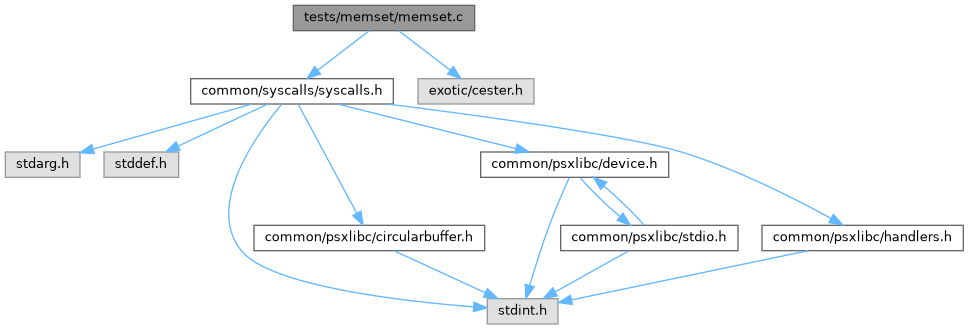 tests/memset/memset.c
common/syscalls/syscalls.h
exotic/cester.h
stdarg.h
stddef.h
common/psxlibc/device.h
common/psxlibc/circularbuffer.h
common/psxlibc/stdio.h
common/psxlibc/handlers.h
stdint.h